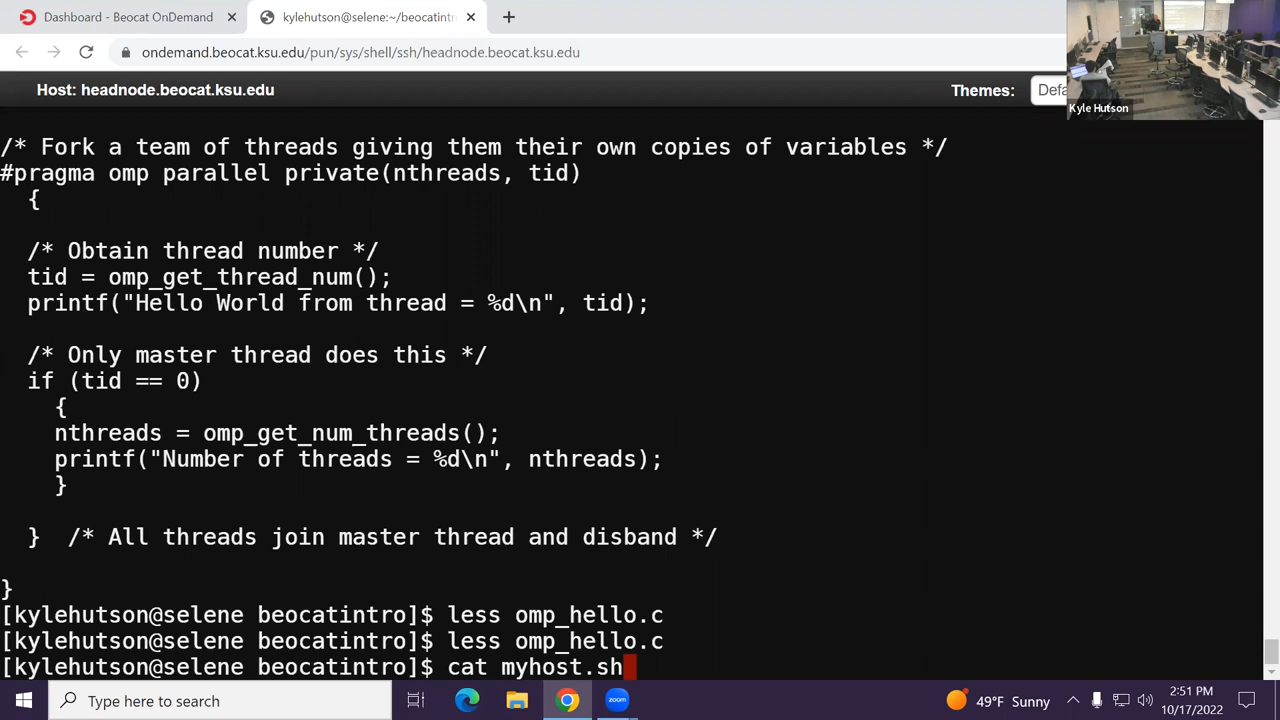 Dashboard - Beocat OnDemand
kylehutson@selene:~/beocatintr
ondemand.beocat.ksu.edu/pun/sys/shell/ssh/headnode.beocat.ksu.edu
Host: headnode.beocat.ksu.edu
Themes:
Defa
Kyle Hutson
/* Fork a team of threads giving them their own copies of variables */
#pragma omp parallel private(nthreads, tid)
{
/* Obtain thread number */
tid = omp_get_thread_num();
printf("Hello World from thread = %d\n", tid);
/* Only master thread does this */
if (tid == 0)
{
nthreads = omp_get_num_threads();
printf("Number of threads = %d\n", nthreads);
}
} /* All threads join master thread and disband */
}
[kylehutson@selene beocatintro]$ less omp_hello.c
[kylehutson@selene beocatintro]$ less omp_hello.c
[kylehutson@selene beocatintro]$ cat myhost.sh
Type here to search
zoom
49°F Sunny
2:51 PM
10/17/2022